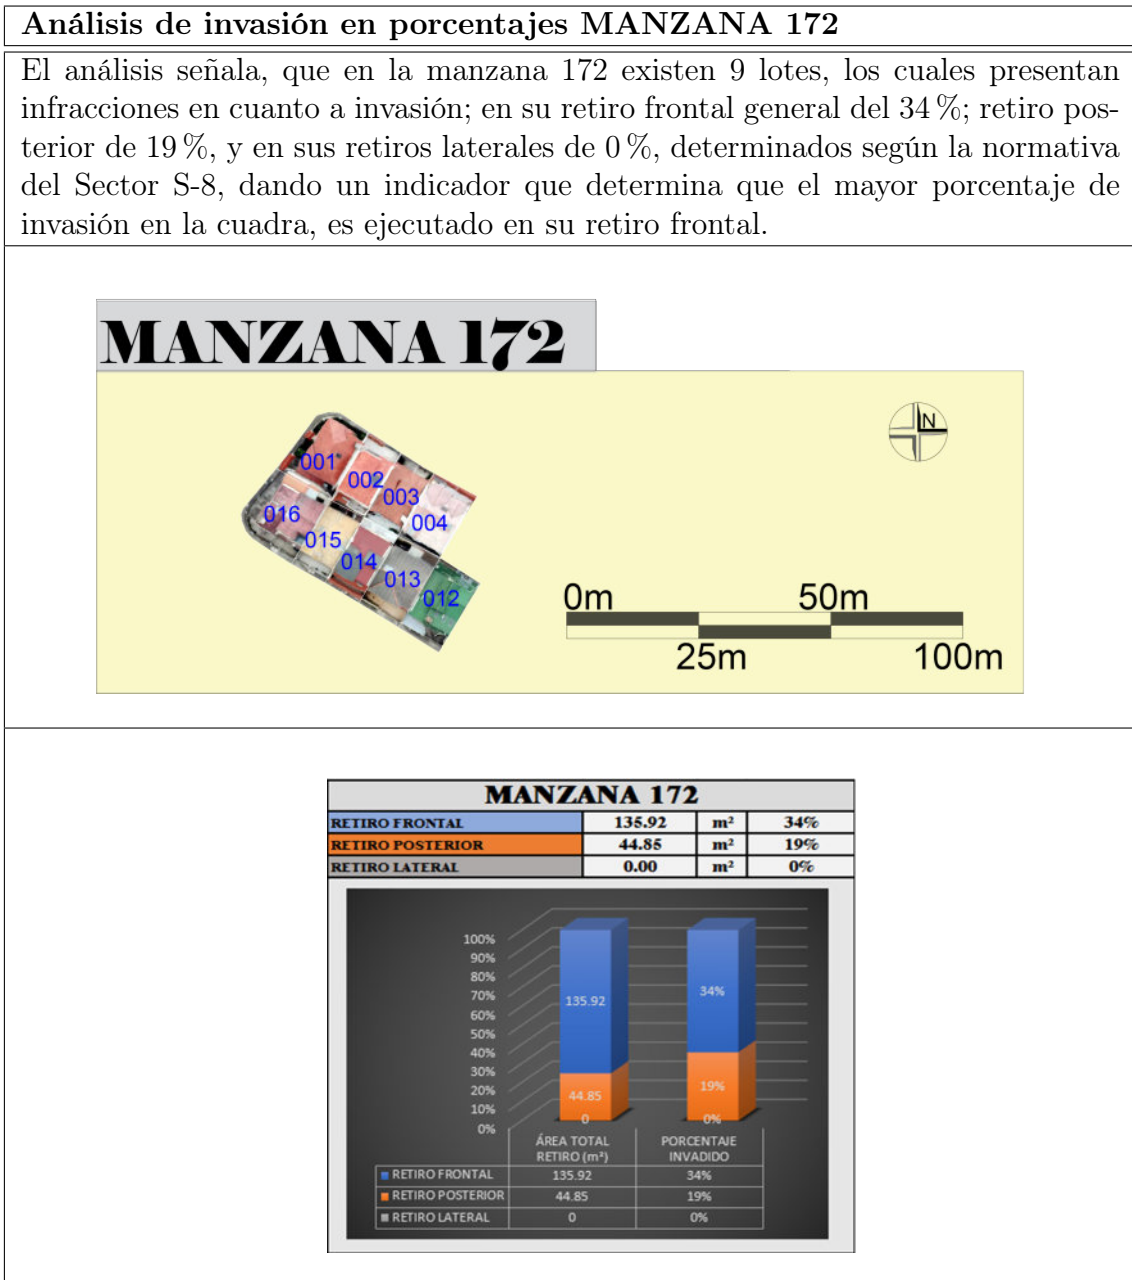 Análisis de invasión en porcentajes MANZANA 172
El análisis señala, que en la manzana 172 existen 9 lotes, los cuales presentan
infracciones en cuanto a invasión; en su retiro frontal general del 34 %; retiro pos-
terior de 19 %, y en sus retiros laterales de 0 %, determinados según la normativa
del Sector S-8, dando un indicador que determina que el mayor porcentaje de
invasión en la cuadra, es ejecutado en su retiro frontal.
MANZANA 172
N
001
002
003
004
016
015
014
013
012
0m 50m
25m 100m
MANZANA 172
RETIRO FRONTAL 135.92 m² 34%
RETIRO POSTERIOR 44.85 m² 19%
RETIRO LATERAL 0.00 m² 0%
100%
90%
80%
70%
60%
50%
40%
30%
20%
10%
0%
135.92 34%
44.85 19%
0 0%
ÁREA TOTAL RETIRO (m²) PORCENTAJE INVADIDO
RETIRO FRONTAL 135.92 34%
RETIRO POSTERIOR 44.85 19%
RETIRO LATERAL 0 0%